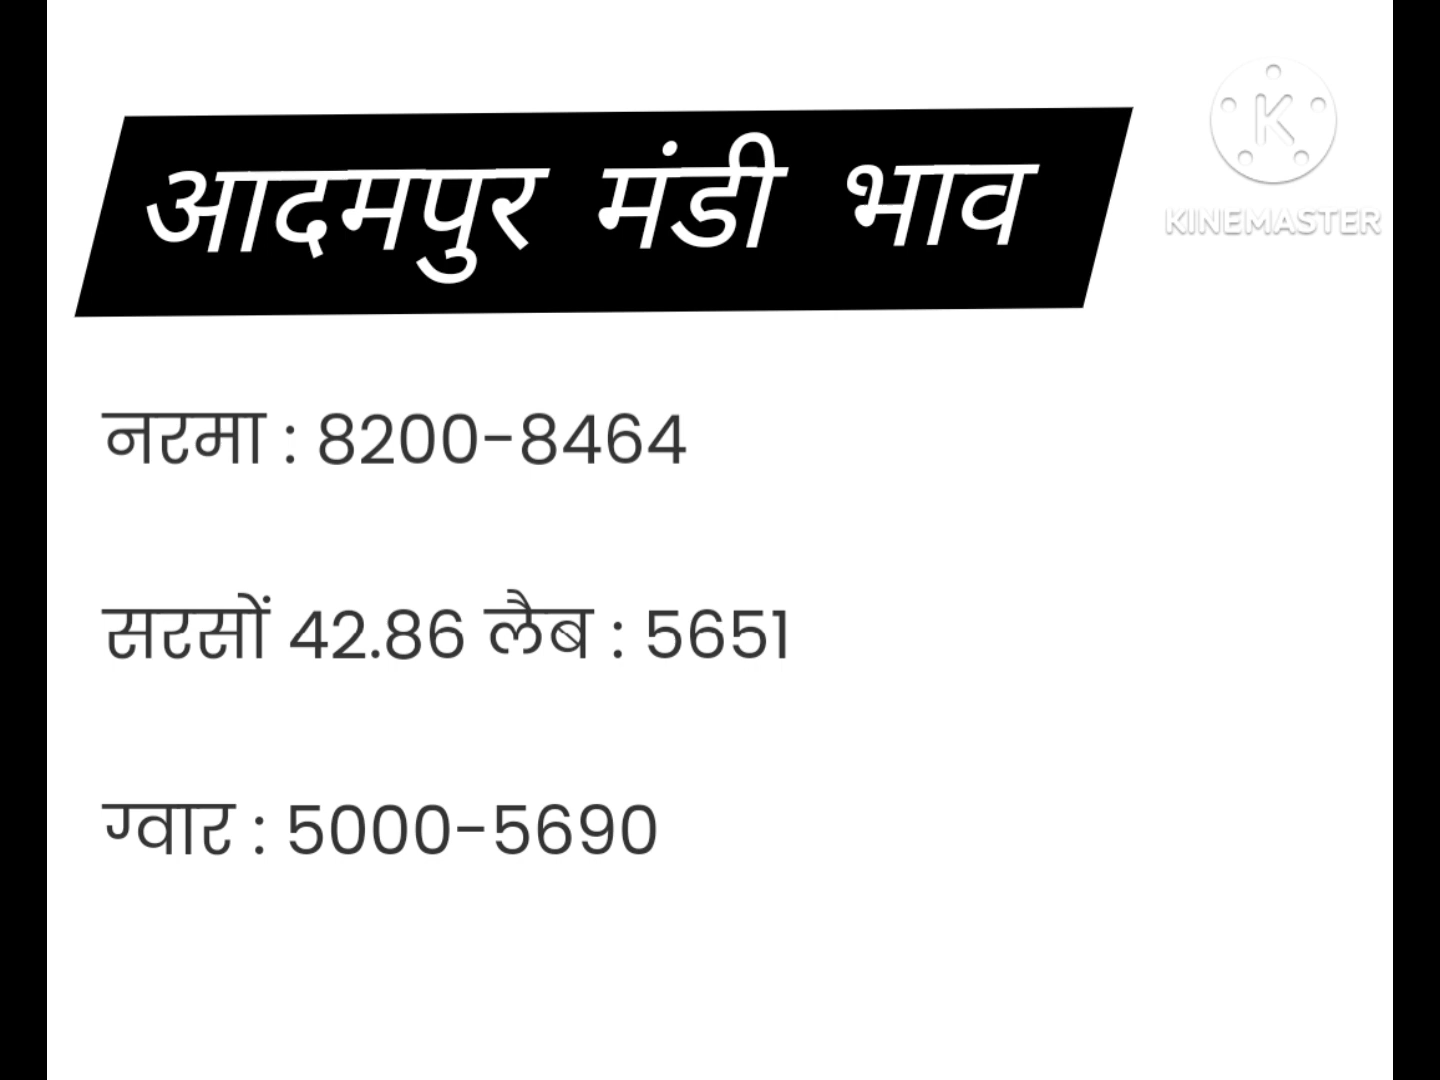 आदमपुर मंडी भाव
KINEMASTER
नरमा : 8200-8464
सरसों 42.86 लैब : 5651
ग्वार : 5000-5690